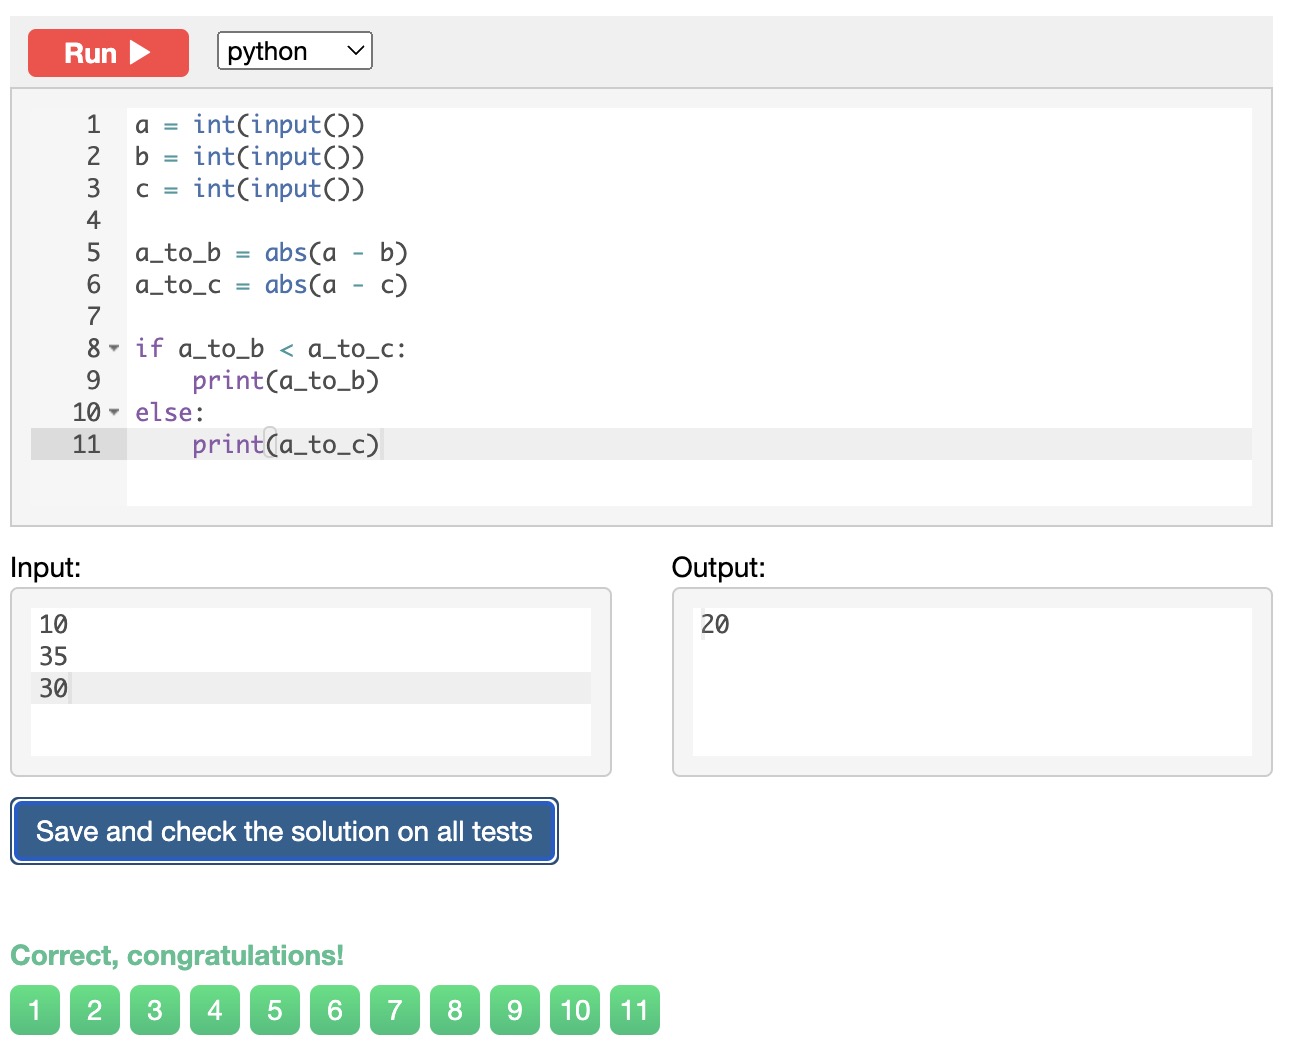 Run python
1 a = int(input())
2 b = int(input())
3 c = int(input())
4
5 a_to_b = abs(a - b)
6 a_to_c = abs(a - c)
7
8 if a_to_b < a_to_c:
9     print(a_to_b)
10 else:
11     print(a_to_c)
Input:
10
35
30
Output:
20
Save and check the solution on all tests
Correct, congratulations!
1 2 3 4 5 6 7 8 9 10 11